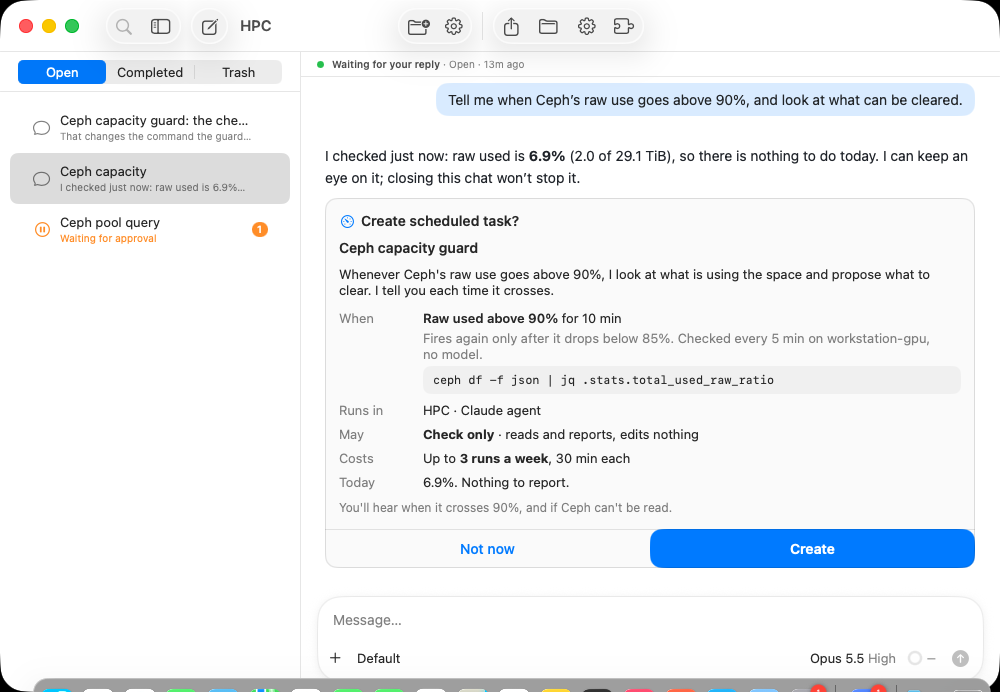 HPC
Open
Completed
Trash
Ceph capacity guard: the che...
That changes the command the guard...
Ceph capacity
I checked just now: raw used is 6.9%...
Ceph pool query
Waiting for approval
1
Waiting for your reply · Open · 13m ago
Tell me when Ceph’s raw use goes above 90%, and look at what can be cleared.
I checked just now: raw used is 6.9% (2.0 of 29.1 TiB), so there is nothing to do today. I can keep an
eye on it; closing this chat won’t stop it.
Create scheduled task?
Ceph capacity guard
Whenever Ceph's raw use goes above 90%, I look at what is using the space and propose what to
clear. I tell you each time it crosses.
When
Raw used above 90% for 10 min
Fires again only after it drops below 85%. Checked every 5 min on workstation-gpu,
no model.
ceph df -f json | jq .stats.total_used_raw_ratio
Runs in
HPC · Claude agent
May
Check only · reads and reports, edits nothing
Costs
Up to 3 runs a week, 30 min each
Today
6.9%. Nothing to report.
You'll hear when it crosses 90%, and if Ceph can't be read.
Not now
Create
Message...
+ Default
Opus 5.5 High
–